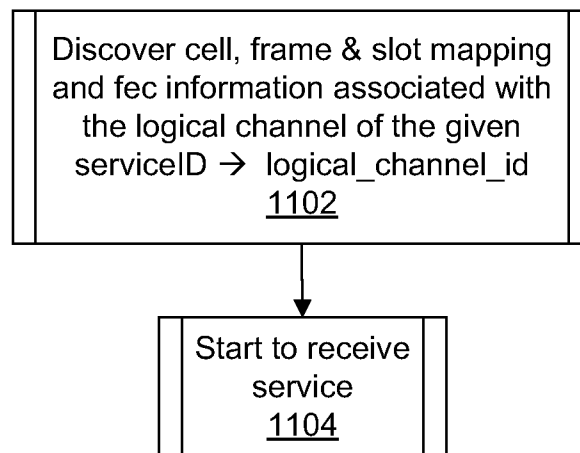 Discover cell, frame & slot mapping
and fec information associated with
the logical channel of the given
serviceID → logical_channel_id
1102
Start to receive
service
1104